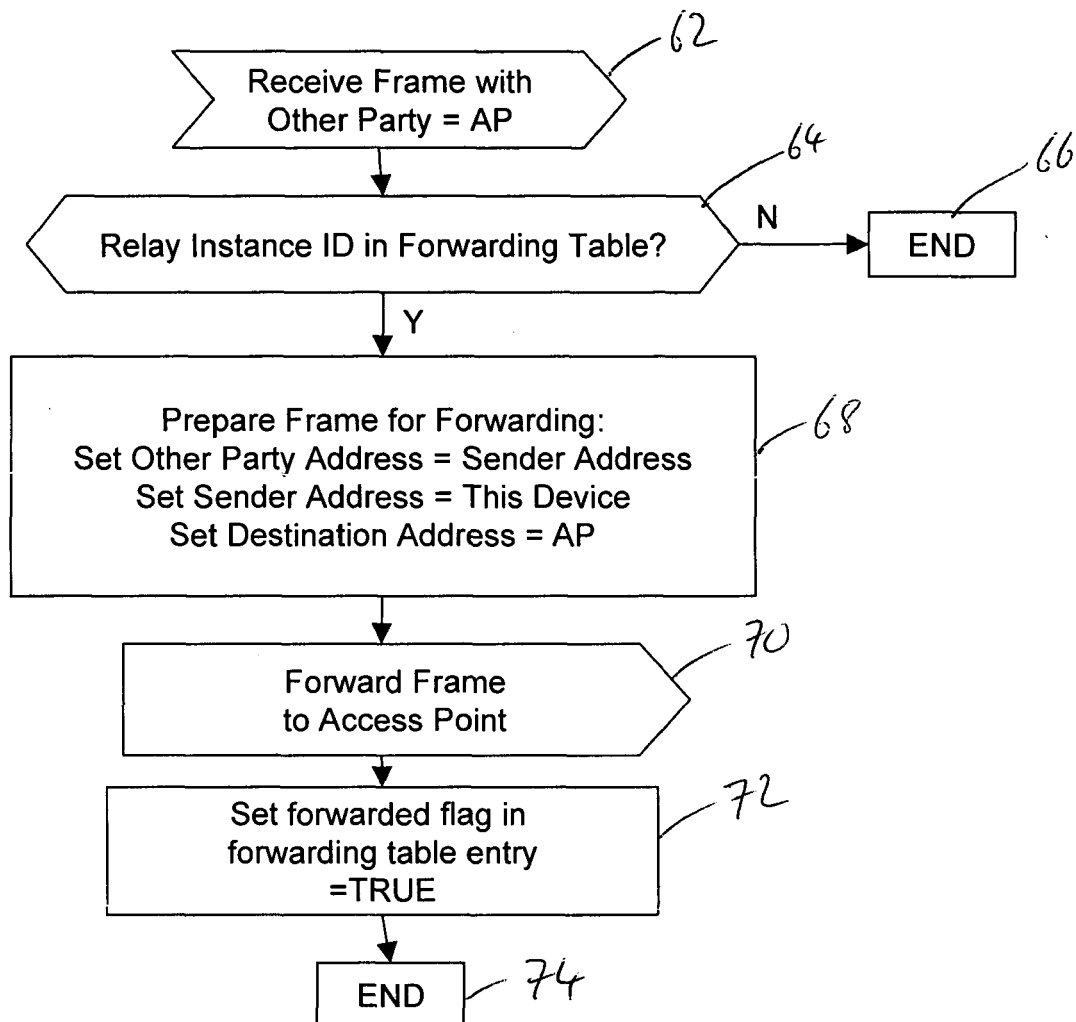 62
Receive Frame with
Other Party = AP
64
66
Relay Instance ID in Forwarding Table?
N
END
Y
Prepare Frame for Forwarding:
Set Other Party Address = Sender Address
Set Sender Address = This Device
Set Destination Address = AP
68
70
Forward Frame
to Access Point
72
Set forwarded flag in
forwarding table entry
=TRUE
END
74